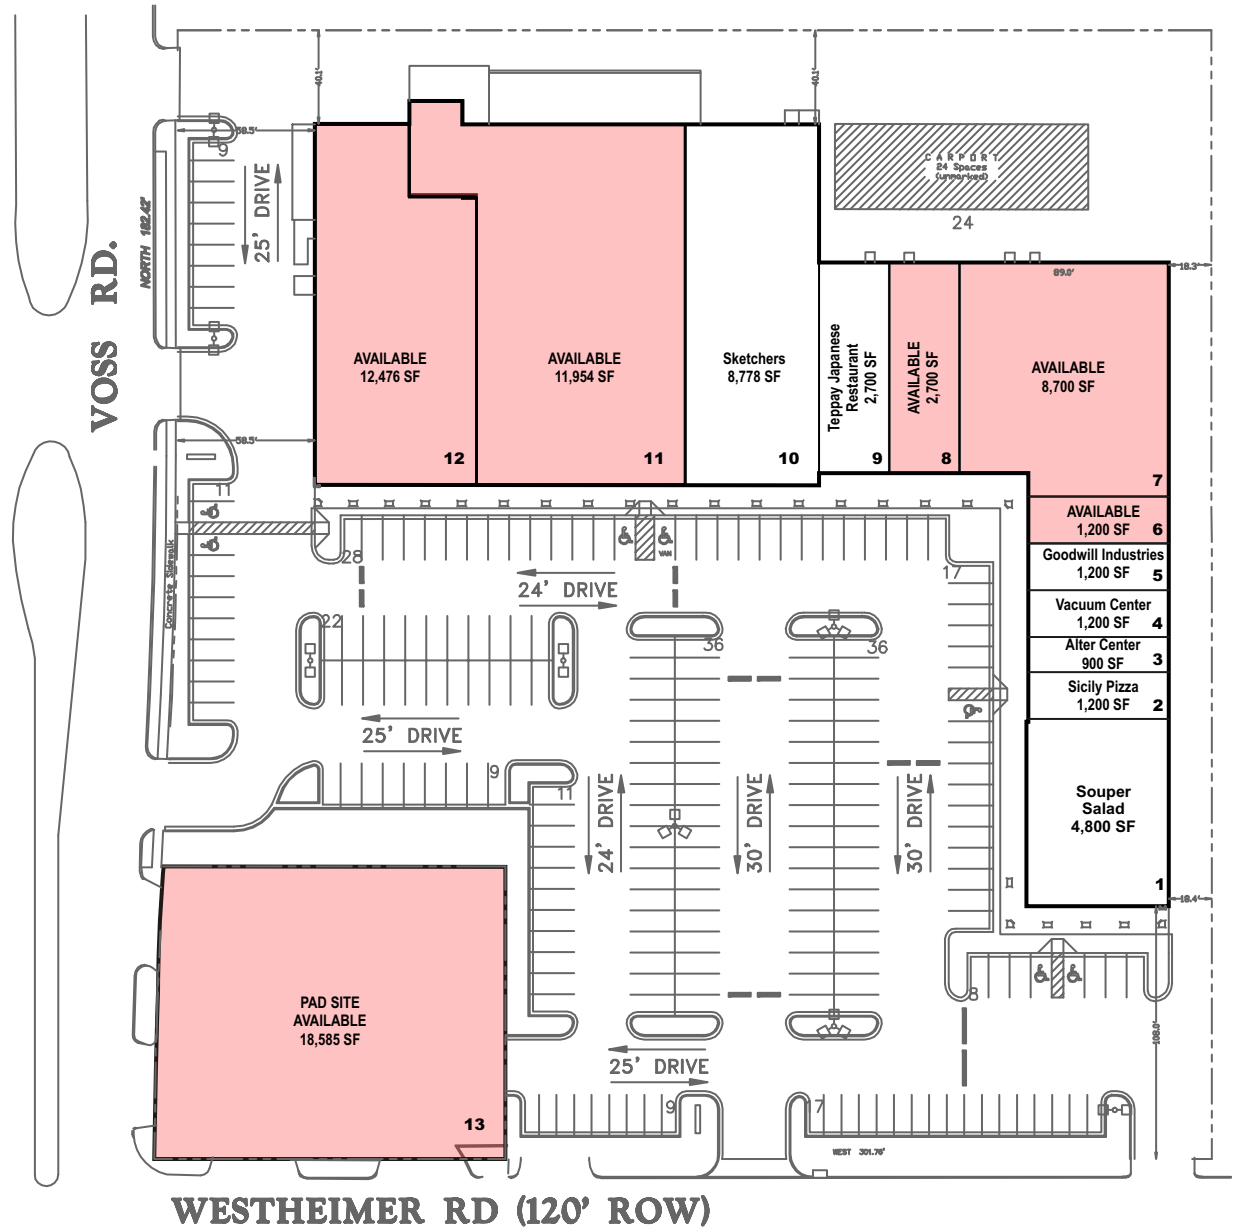 40.1'
40.1'
58.5'
9
25' DRIVE
NORTH 182.42'
VOSS RD.
CARPORT
24 Spaces
(unmarked)
24
89.0'
18.3'
AVAILABLE
12,476 SF
12
AVAILABLE
11,954 SF
11
Sketchers
8,778 SF
10
Teppay Japanese
Restaurant
2,700 SF
9
AVAILABLE
2,700 SF
8
AVAILABLE
8,700 SF
7
AVAILABLE
1,200 SF
6
Goodwill Industries
1,200 SF
5
Vacuum Center
1,200 SF
4
Alter Center
900 SF
3
Sicily Pizza
1,200 SF
2
Souper
Salad
4,800 SF
1
58.5'
11
Concrete Sidewalk
28
VAN
17
24' DRIVE
22
36
36
25' DRIVE
9
11
24' DRIVE
30' DRIVE
30' DRIVE
18.4'
8
108.0'
PAD SITE
AVAILABLE
18,585 SF
13
25' DRIVE
9
17
WEST 301.76'
WESTHEIMER RD (120' ROW)